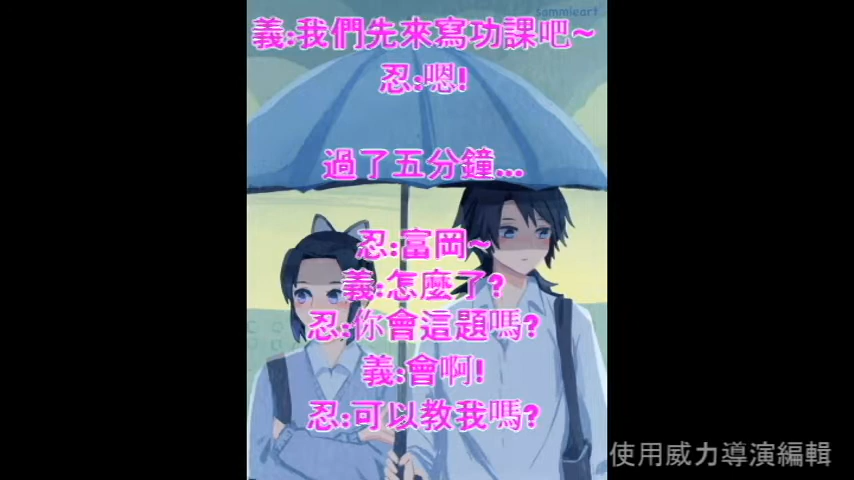 sammieart
義:我們先來寫功課吧~
忍:嗯!
過了五分鐘...
忍:富岡~
義:怎麼了?
忍:你會這題嗎?
義:會啊!
忍:可以教我嗎?
使用威力導演編輯